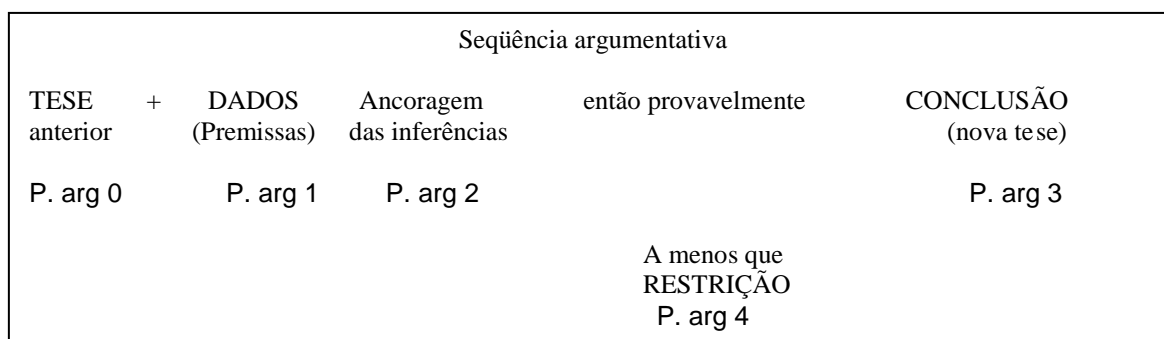 Seqüência argumentativa
TESE + DADOS Ancoragem então provavelmente CONCLUSÃO
anterior (Premissas) das inferências (nova tese)
P. arg 0 P. arg 1 P. arg 2 P. arg 3
A menos que
RESTRIÇÃO
P. arg 4